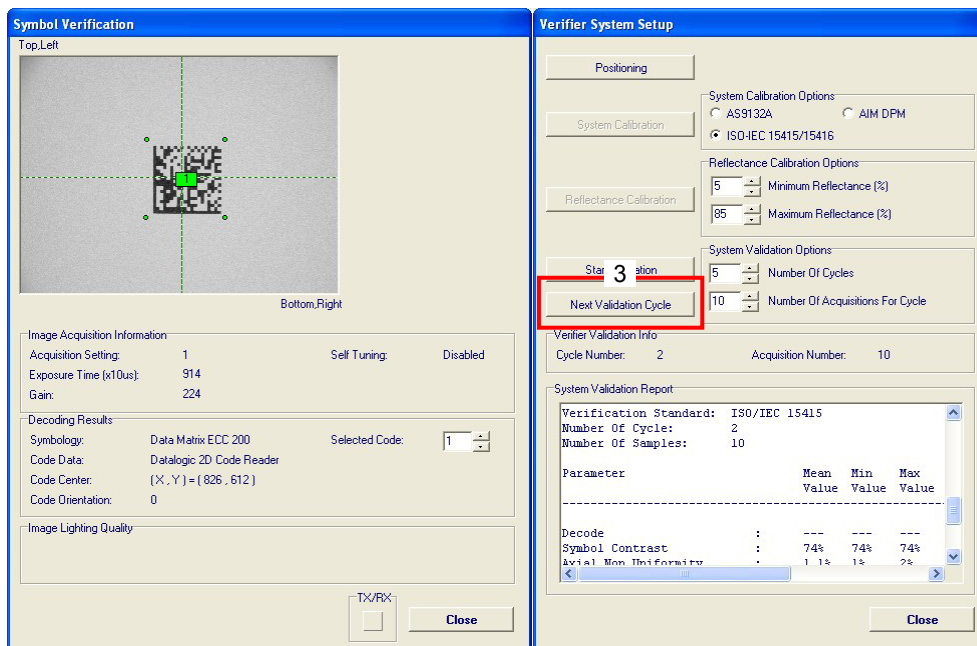 Symbol Verification
Top,Left
1
Bottom,Right
Image Acquisition Information
Acquisition Setting: 1 Self Tuning: Disabled
Exposure Time (x10us): 914
Gain: 224
Decoding Results
Symbology: Data Matrix ECC 200 Selected Code: 1
Code Data: Datalogic 2D Code Reader
Code Center: ( X , Y ) = ( 826 , 612 )
Code Orientation: 0
Image Lighting Quality
TX/RX
Close
Verifier System Setup
Positioning
System Calibration Options
AS9132A AIM DPM
System Calibration
ISO-IEC 15415/15416
Reflectance Calibration Options
5 Minimum Reflectance (%)
Reflectance Calibration
85 Maximum Reflectance (%)
System Validation Options
3
5 Number Of Cycles
Next Validation Cycle
10 Number Of Acquisitions For Cycle
Verifier Validation Info
Cycle Number: 2 Acquisition Number: 10
System Validation Report
Verification Standard: ISO/IEC 15415
Number Of Cycle: 2
Number Of Samples: 10
Parameter Mean Min Max
Value Value Value
Decode : --- --- ---
Symbol Contrast : 74% 74% 74%
Axial Non Uniformity : 1.1% 1% 2%
Close